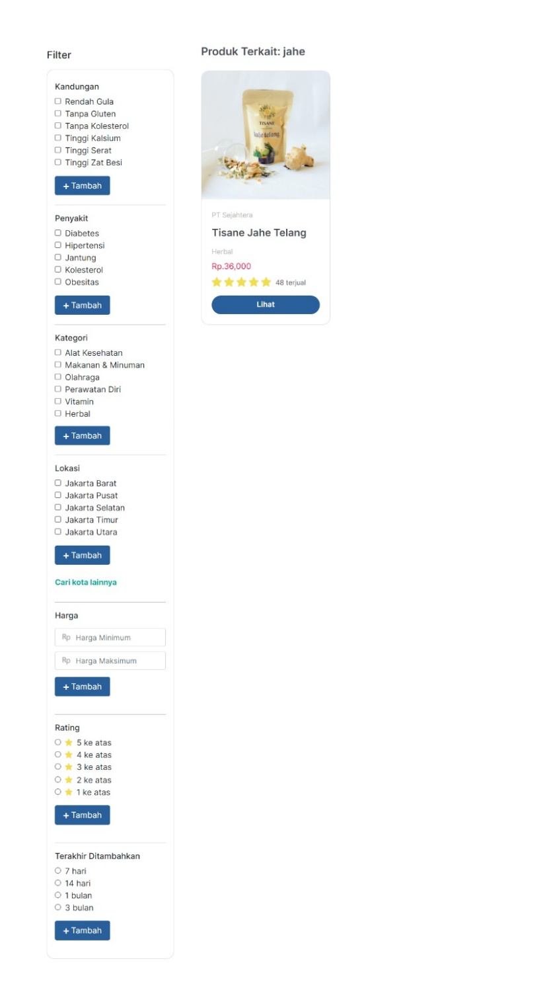 Filter
Kandungan
Rendah Gula
Tanpa Gluten
Tanpa Kolesterol
Tinggi Kalsium
Tinggi Serat
Tinggi Zat Besi
+ Tambah
Penyakit
Diabetes
Hipertensi
Jantung
Kolesterol
Obesitas
+ Tambah
Kategori
Alat Kesehatan
Makanan & Minuman
Olahraga
Perawatan Diri
Vitamin
Herbal
+ Tambah
Lokasi
Jakarta Barat
Jakarta Pusat
Jakarta Selatan
Jakarta Timur
Jakarta Utara
+ Tambah
Cari kota lainnya
Harga
Rp Harga Minimum
Rp Harga Maksimum
+ Tambah
Rating
5 ke atas
4 ke atas
3 ke atas
2 ke atas
1 ke atas
+ Tambah
Terakhir Ditambahkan
7 hari
14 hari
1 bulan
3 bulan
+ Tambah
Produk Terkait: jahe
TISANE
jahe telang
PT Sejahtera
Tisane Jahe Telang
Herbal
Rp.36,000
48 terjual
Lihat